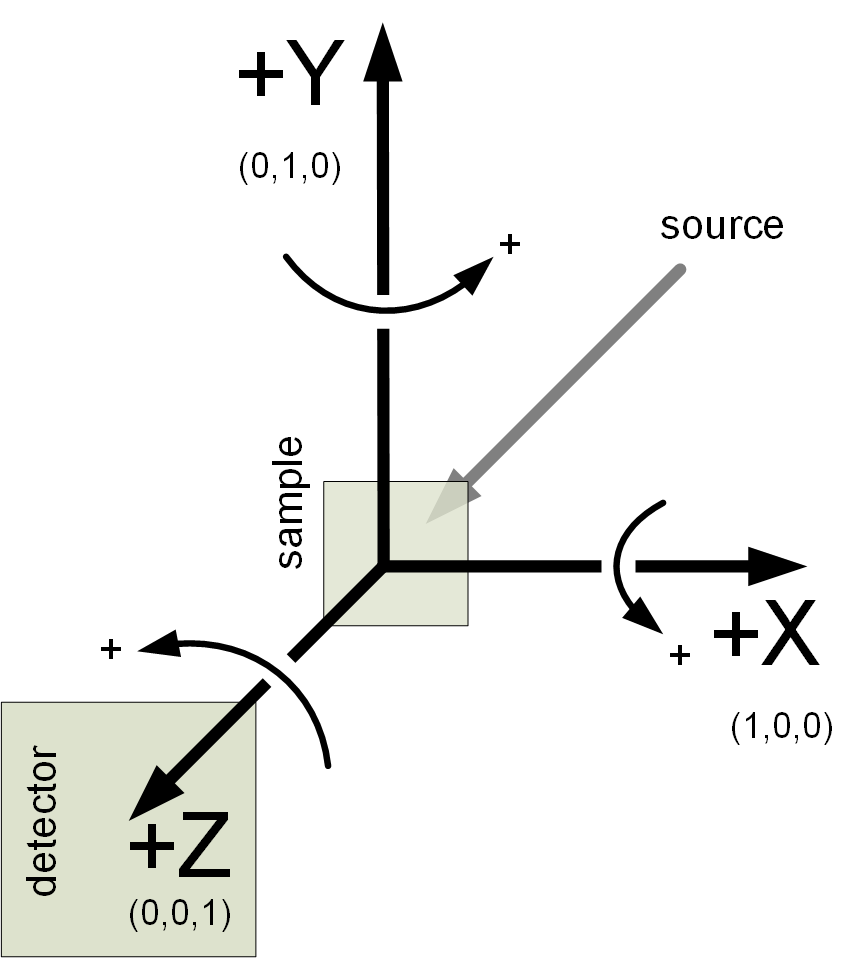 +Y
(0,1,0)
+
source
sample
+
+
+X
(1,0,0)
detector
+Z
(0,0,1)